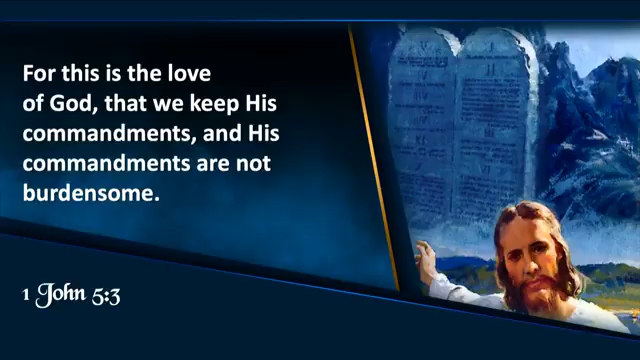 For this is the love
of God, that we keep His
commandments, and His
commandments are not
burdensome.
1 John 5:3